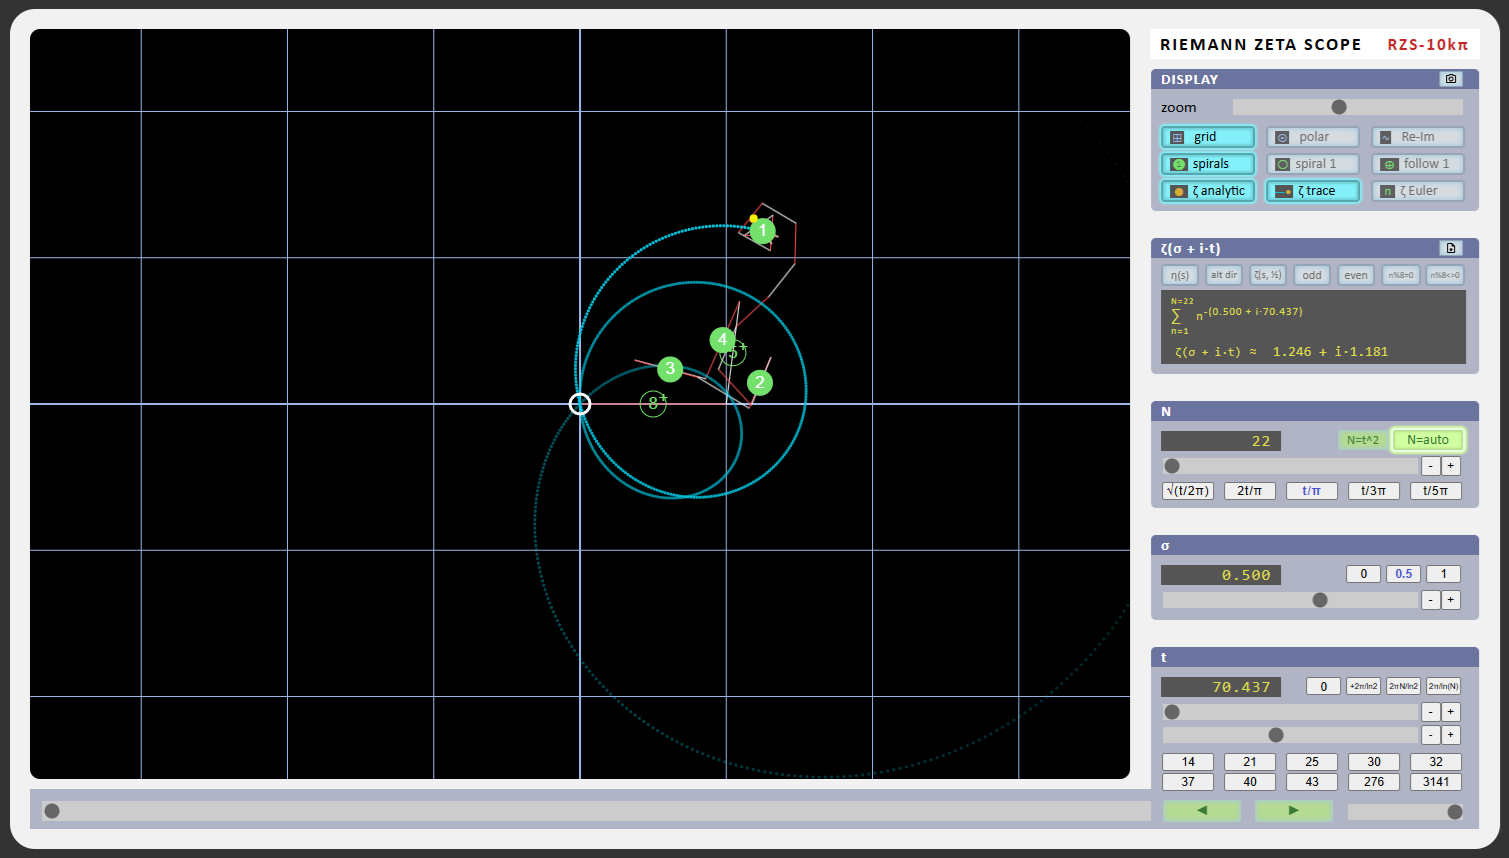 RIEMANN ZETA SCOPE RZS-10kπ
DISPLAY
zoom
grid polar Re-Im
spirals spiral 1 follow 1
ζ analytic ζ trace ζ Euler
ζ(σ + i·t)
η(s) alt dir ζ(s, ½) odd even n%8=0 n%8<>0
N=22
∑ n-(0.500 + i·70.437)
n=1
ζ(σ + i·t) ≈ 1.246 + i·1.181
N
22 N=t^2 N=auto
- +
√(t/2π) 2t/π t/π t/3π t/5π
σ
0.500 0 0.5 1
- +
t
70.437 0 +2π/ln2 2πN/ln2 2π/ln(N)
- +
- +
14 21 25 30 32
37 40 43 276 3141
1
4
5+
3
2
8+